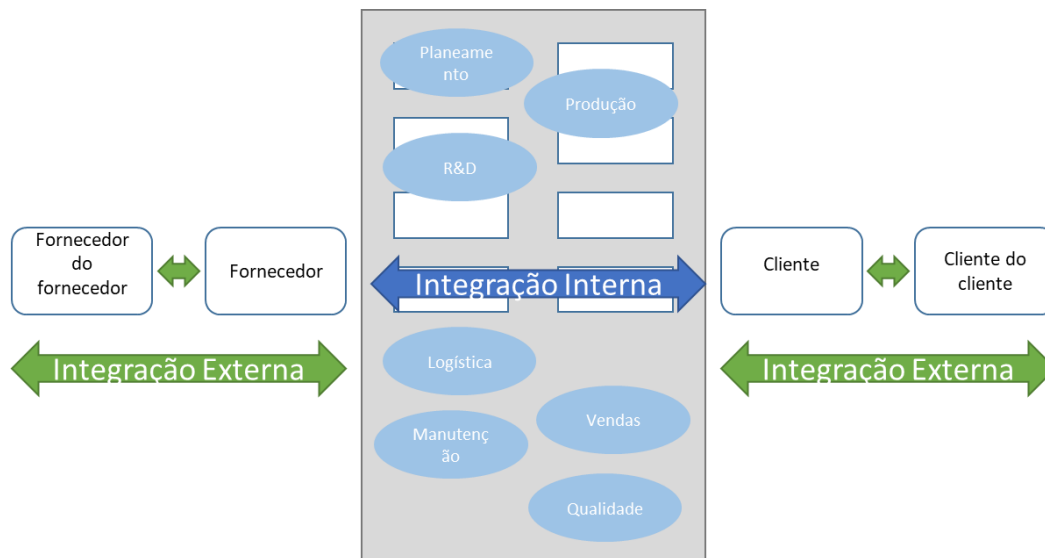 Planeame
nto
Produção
R&D
Fornecedor
do
fornecedor
Fornecedor
Integração Interna
Cliente
Cliente do
cliente
Integração Externa
Logística
Integração Externa
Vendas
Manutenç
ão
Qualidade